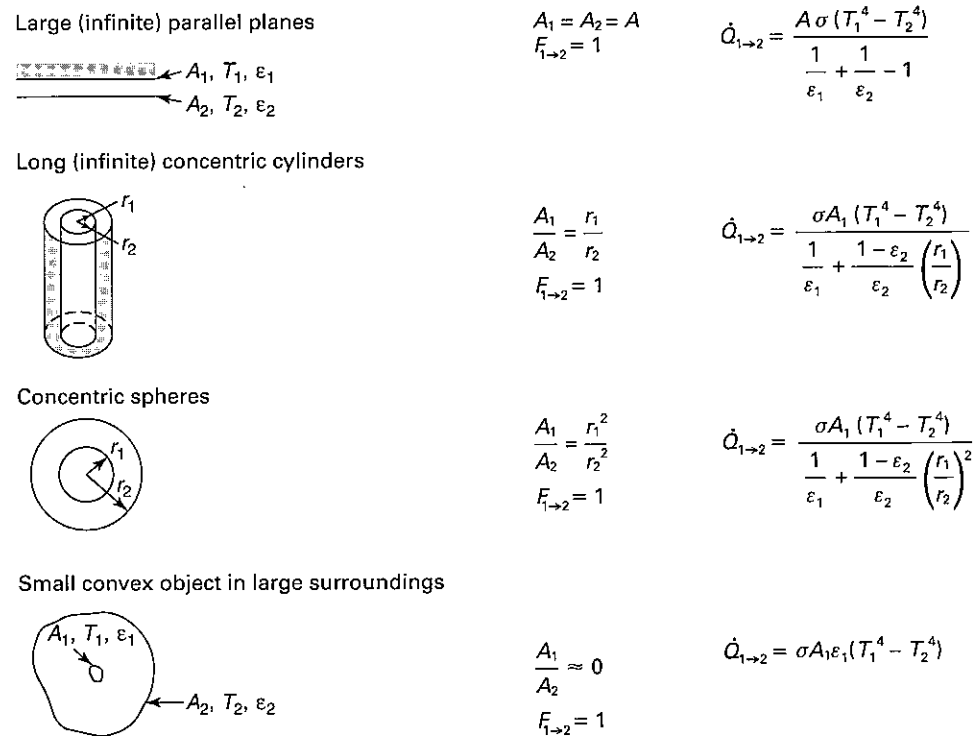 Large (infinite) parallel planes
A₁ = A₂ = A
F₁→₂ = 1
Q̇₁→₂ = A σ (T₁⁴ − T₂⁴) / (1/ε₁ + 1/ε₂ − 1)
A₁, T₁, ε₁
A₂, T₂, ε₂
Long (infinite) concentric cylinders
r₁
r₂
A₁/A₂ = r₁/r₂
F₁→₂ = 1
Q̇₁→₂ = σA₁ (T₁⁴ − T₂⁴) / (1/ε₁ + (1 − ε₂)/ε₂ (r₁/r₂))
Concentric spheres
r₁
r₂
A₁/A₂ = r₁²/r₂²
F₁→₂ = 1
Q̇₁→₂ = σA₁ (T₁⁴ − T₂⁴) / (1/ε₁ + (1 − ε₂)/ε₂ (r₁/r₂)²)
Small convex object in large surroundings
A₁, T₁, ε₁
A₂, T₂, ε₂
A₁/A₂ ≈ 0
F₁→₂ = 1
Q̇₁→₂ = σA₁ε₁(T₁⁴ − T₂⁴)